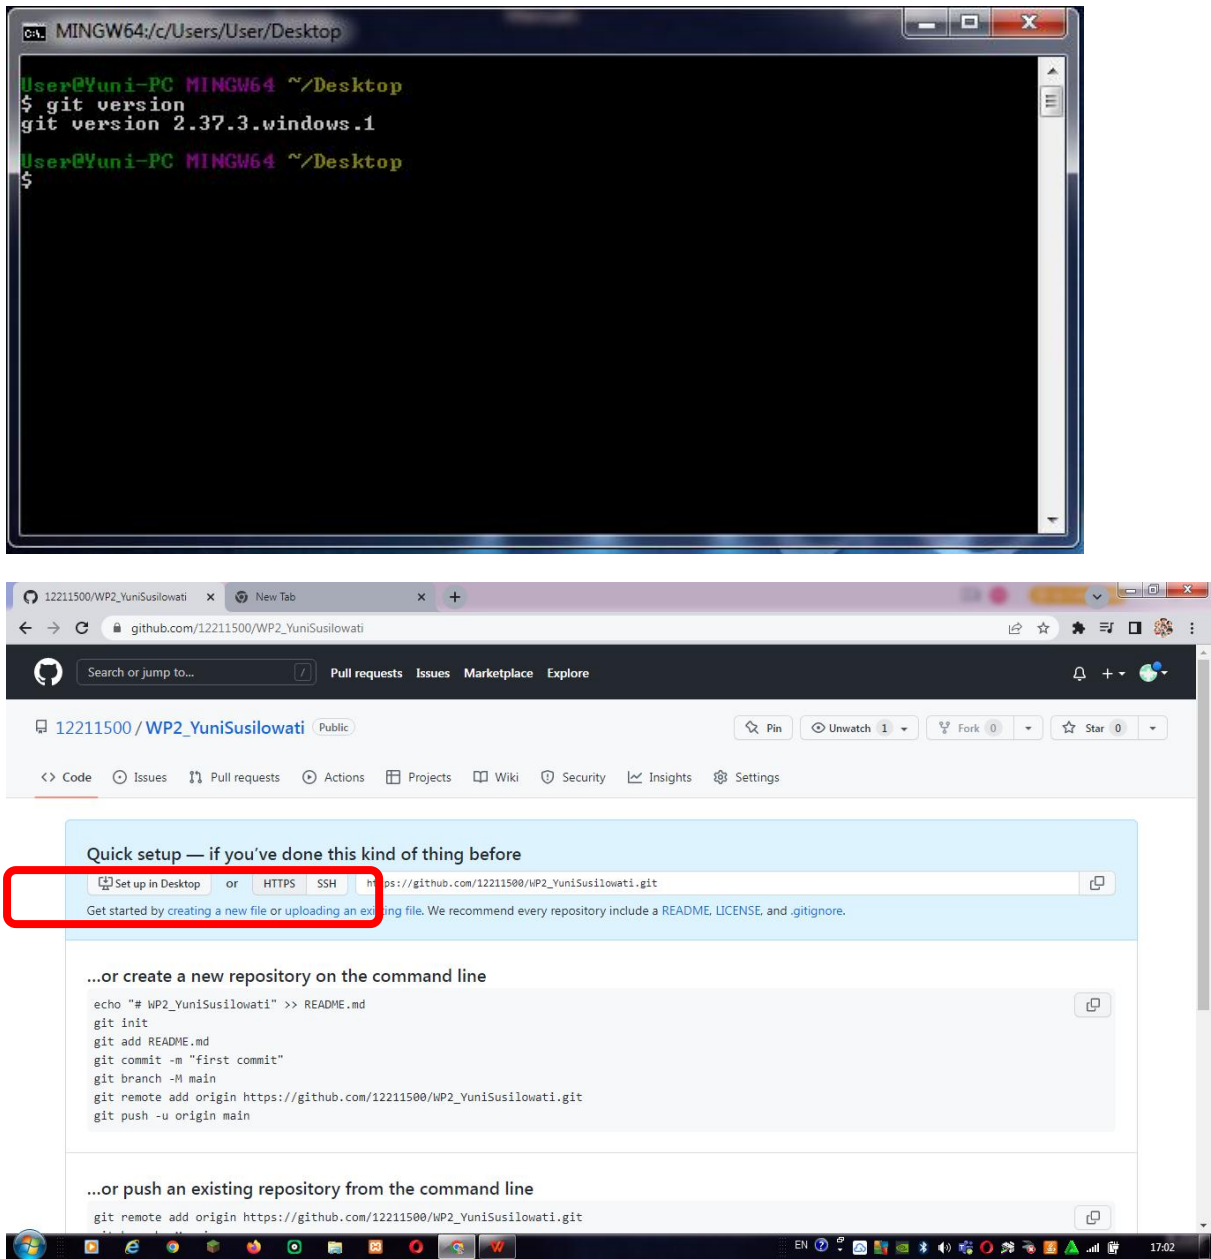 MINGW64:/c/Users/User/Desktop
User@Yuni-PC MINGW64 ~/Desktop
$ git version
git version 2.37.3.windows.1
User@Yuni-PC MINGW64 ~/Desktop
$
12211500/WP2_YuniSusilowati
New Tab
github.com/12211500/WP2_YuniSusilowati
Search or jump to... / Pull requests Issues Marketplace Explore
12211500 / WP2_YuniSusilowati Public Pin Unwatch 1 Fork 0 Star 0
<> Code Issues Pull requests Actions Projects Wiki Security Insights Settings
Quick setup — if you've done this kind of thing before
Set up in Desktop or HTTPS SSH https://github.com/12211500/WP2_YuniSusilowati.git
Get started by creating a new file or uploading an existing file. We recommend every repository include a README, LICENSE, and .gitignore.
...or create a new repository on the command line
echo "# WP2_YuniSusilowati" >> README.md
git init
git add README.md
git commit -m "first commit"
git branch -M main
git remote add origin https://github.com/12211500/WP2_YuniSusilowati.git
git push -u origin main
...or push an existing repository from the command line
git remote add origin https://github.com/12211500/WP2_YuniSusilowati.git
EN 17:02